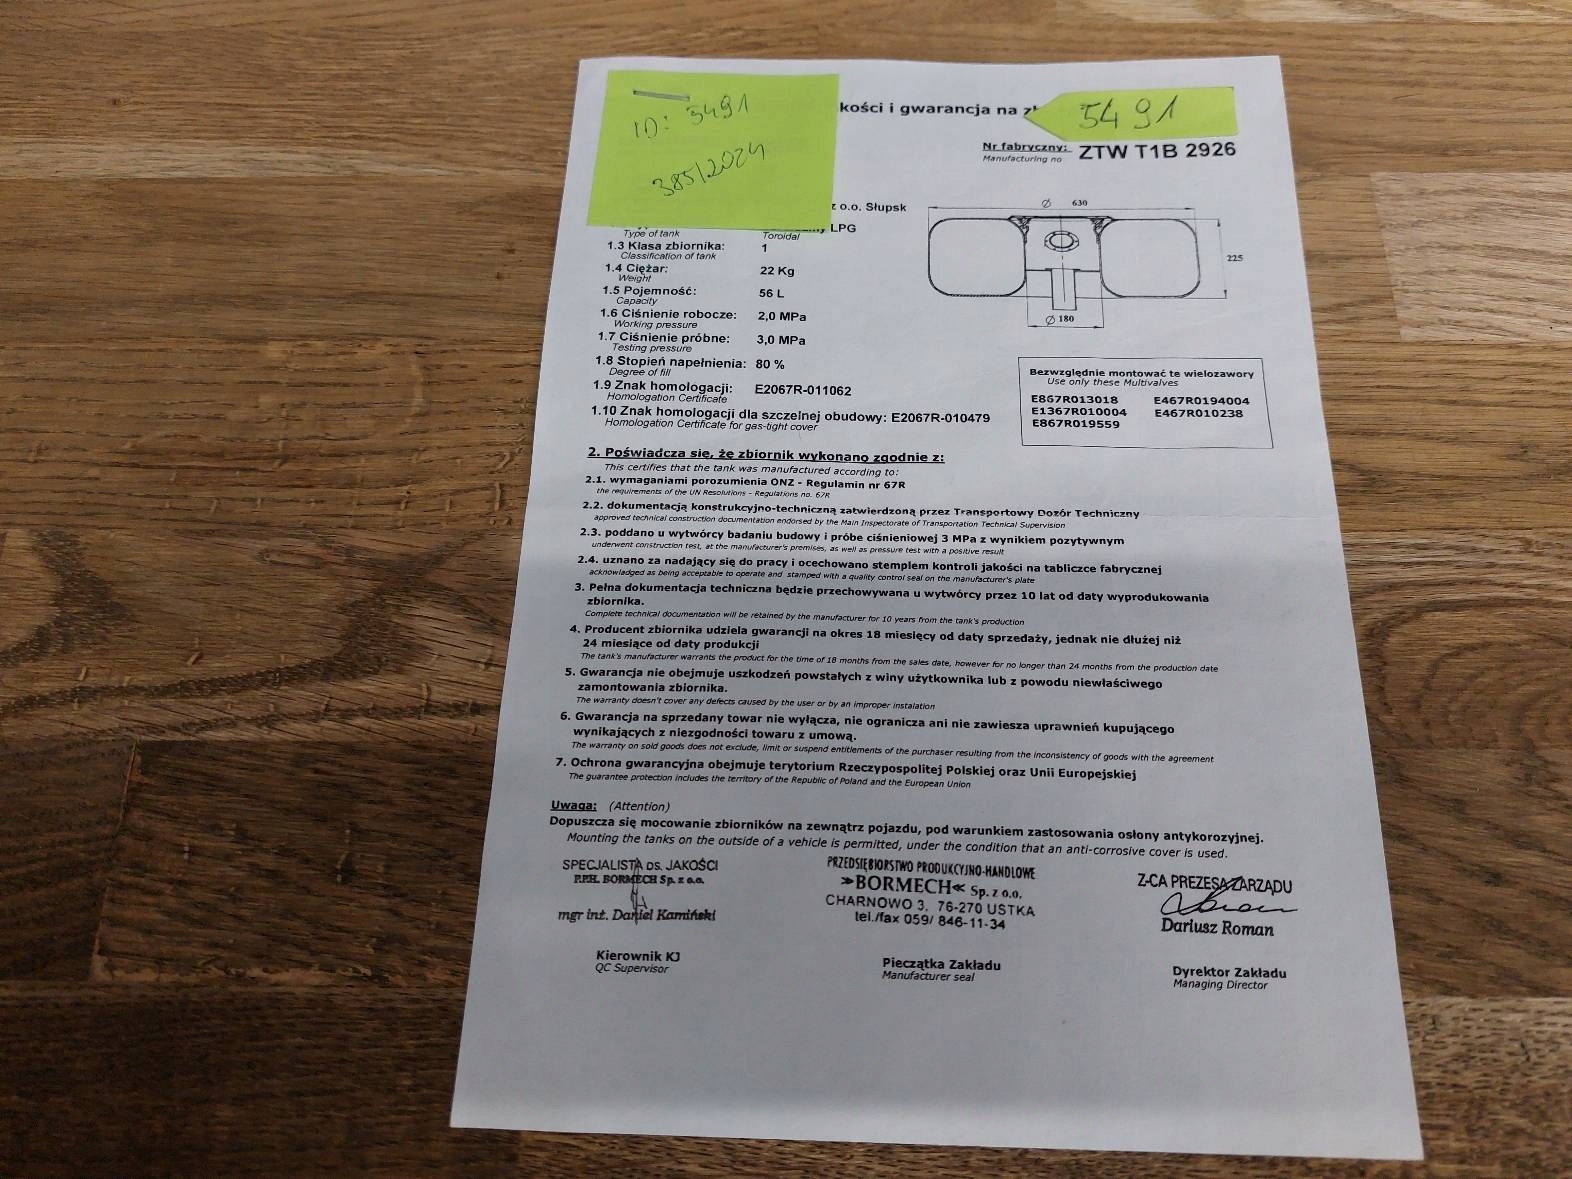 ID: 5491
385/2024
kości i gwarancja na
5491
Nr fabryczny: ZTW T1B 2926
Manufacturing no
z o.o. Słupsk
LPG
Type of tank Toroidal
1.3 Klasa zbiornika: 1
Classification of tank
1.4 Ciężar: 22 Kg
Weight
1.5 Pojemność: 56 L
Capacity
1.6 Ciśnienie robocze: 2,0 MPa
Working pressure
1.7 Ciśnienie próbne: 3,0 MPa
Testing pressure
1.8 Stopień napełnienia: 80 %
Degree of fill
1.9 Znak homologacji: E2067R-011062
Homologation Certificate
1.10 Znak homologacji dla szczelnej obudowy: E2067R-010479
Homologation Certificate for gas-tight cover
Ø 630
225
Ø 180
Bezwzględnie montować te wielozawory
Use only these Multivalves
E867R013018 E467R0194004
E1367R010004 E467R010238
E867R019559
2. Poświadcza się, że zbiornik wykonano zgodnie z:
This certifies that the tank was manufactured according to:
2.1. wymaganiami porozumienia ONZ - Regulamin nr 67R
the requirements of the UN Resolutions - Regulations no. 67R
2.2. dokumentacją konstrukcyjno-techniczną zatwierdzoną przez Transportowy Dozór Techniczny
approved technical construction documentation endorsed by the Main Inspectorate of Transportation Technical Supervision
2.3. poddano u wytwórcy badaniu budowy i próbie ciśnieniowej 3 MPa z wynikiem pozytywnym
underwent construction test, at the manufacturer's premises, as well as pressure test with a positive result
2.4. uznano za nadający się do pracy i ocechowano stemplem kontroli jakości na tabliczce fabrycznej
acknowladged as being acceptable to operate and stamped with a quality control seal on the manufacturer's plate
3. Pełna dokumentacja techniczna będzie przechowywana u wytwórcy przez 10 lat od daty wyprodukowania
zbiornika.
Complete technical documentation will be retained by the manufacturer for 10 years from the tank's production
4. Producent zbiornika udziela gwarancji na okres 18 miesięcy od daty sprzedaży, jednak nie dłużej niż
24 miesiące od daty produkcji
The tank's manufacturer warrants the product for the time of 18 months from the sales date, however for no longer than 24 months from the production date
5. Gwarancja nie obejmuje uszkodzeń powstałych z winy użytkownika lub z powodu niewłaściwego
zamontowania zbiornika.
The warranty doesn't cover any defects caused by the user or by an improper instalation
6. Gwarancja na sprzedany towar nie wyłącza, nie ogranicza ani nie zawiesza uprawnień kupującego
wynikających z niezgodności towaru z umową.
The warranty on sold goods does not exclude, limit or suspend entitlements of the purchaser resulting from the inconsistency of goods with the agreement
7. Ochrona gwarancyjna obejmuje terytorium Rzeczypospolitej Polskiej oraz Unii Europejskiej
The guarantee protection includes the territory of the Republic of Poland and the European Union
Uwaga: (Attention)
Dopuszcza się mocowanie zbiorników na zewnątrz pojazdu, pod warunkiem zastosowania osłony antykorozyjnej.
Mounting the tanks on the outside of a vehicle is permitted, under the condition that an anti-corrosive cover is used.
SPECJALISTA DS. JAKOŚCI
P.P.H. BORMECH Sp. z o.o.
mgr inż. Daniel Kamiński
Kierownik KJ
QC Supervisor
PRZEDSIĘBIORSTWO PRODUKCYJNO-HANDLOWE
»BORMECH« Sp. z o.o.
CHARNOWO 3, 76-270 USTKA
tel./fax 059/ 846-11-34
Pieczątka Zakładu
Manufacturer seal
Z-CA PREZESA ZARZĄDU
Dariusz Roman
Dyrektor Zakładu
Managing Director